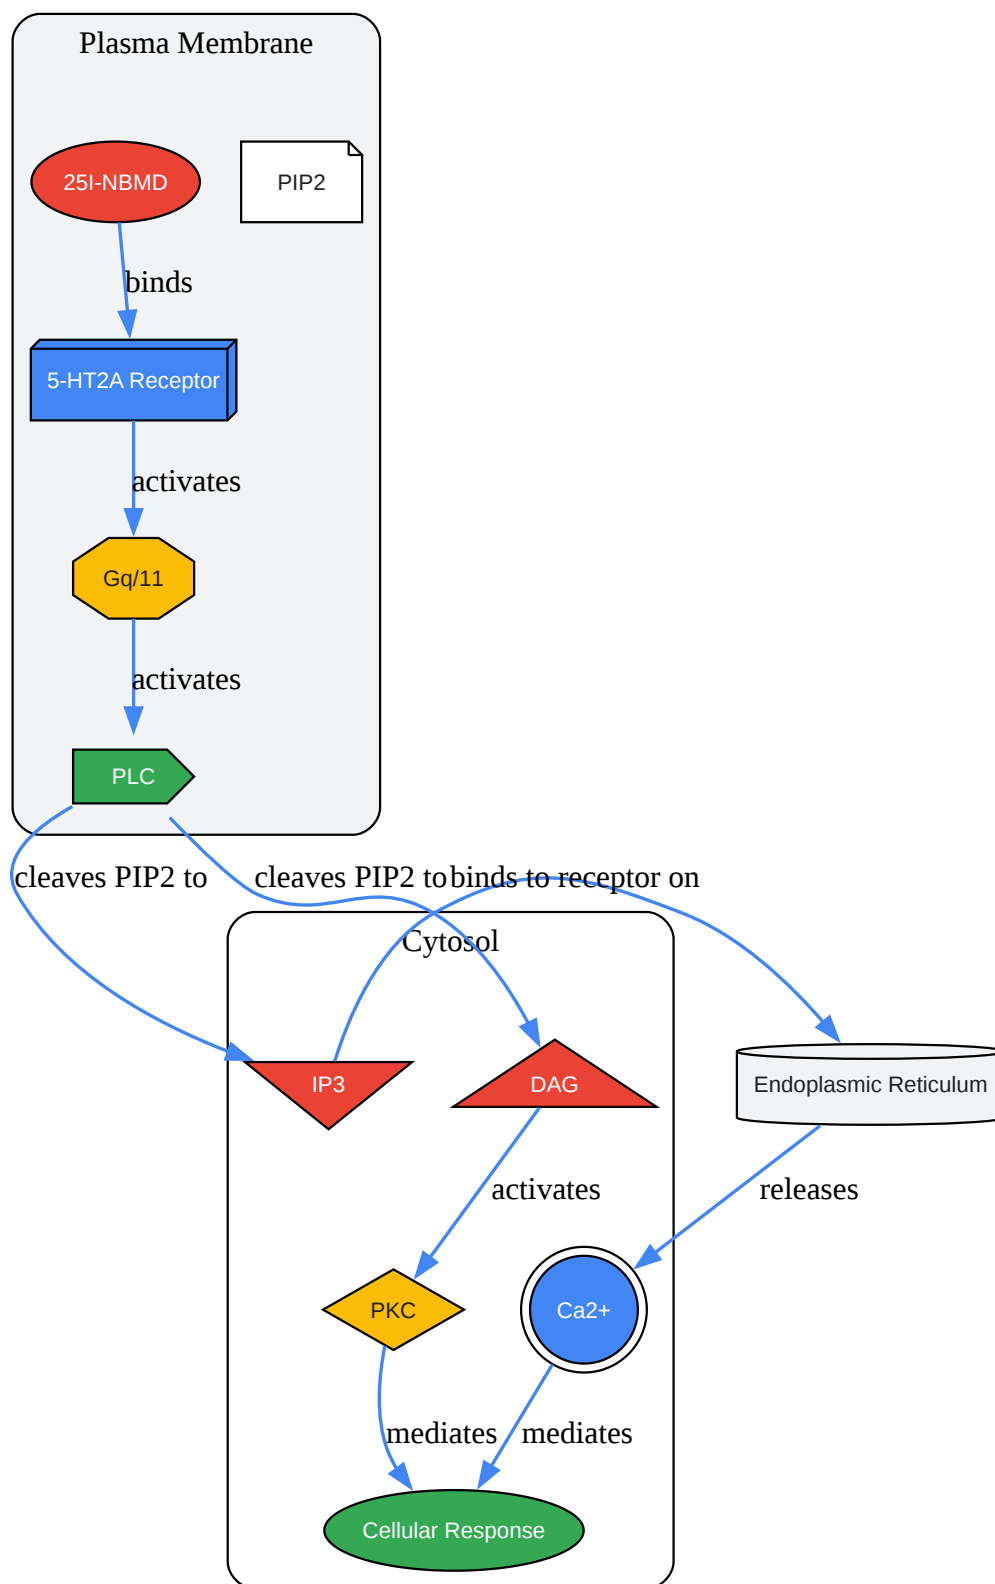 Plasma Membrane
25I-NBMD
PIP2
binds
5-HT2A Receptor
activates
Gq/11
activates
PLC
cleaves PIP2 to
cleaves PIP2 to
binds to receptor on
Cytosol
IP3
DAG
Endoplasmic Reticulum
activates
releases
PKC
Ca2+
mediates
mediates
Cellular Response